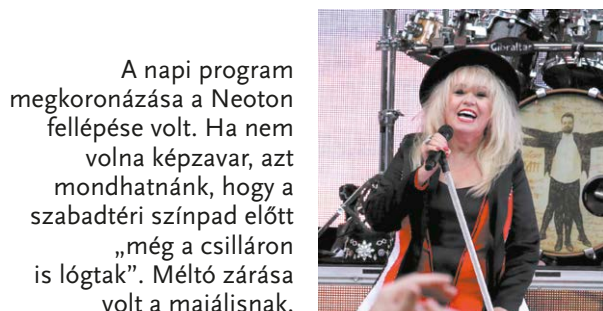 A napi program
megkoronázása a Neoton
fellépése volt. Ha nem
volna képzavar, azt
mondhatnánk, hogy a
szabadtéri színpad előtt
„még a csilláron
is lógtak”. Méltó zárása
volt a majálisnak.
Gibraltar